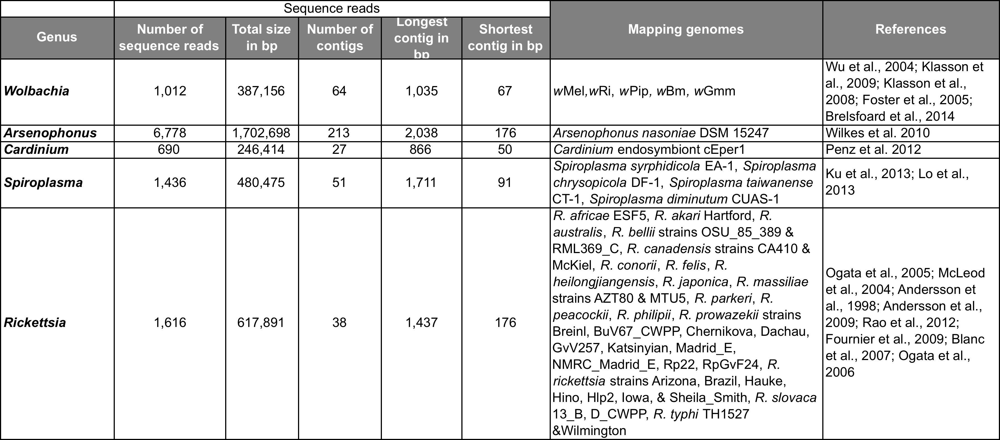 Sequence reads
Genus
Number of
sequence reads
Total size
in bp
Number of
contigs
Longest
contig in
bp
Shortest
contig in bp
Mapping genomes
References
Wolbachia
1,012
387,156
64
1,035
67
wMel,wRi, wPip, wBm, wGmm
Wu et al., 2004; Klasson et
al., 2009; Klasson et al.,
2008; Foster et al., 2005;
Brelsfoard et al., 2014
Arsenophonus
6,778
1,702,698
213
2,038
176
Arsenophonus nasoniae DSM 15247
Wilkes et al. 2010
Cardinium
690
246,414
27
866
50
Cardinium endosymbiont cEper1
Penz et al. 2012
Spiroplasma
1,436
480,475
51
1,711
91
Spiroplasma syrphidicola EA-1, Spiroplasma
chrysopicola DF-1, Spiroplasma taiwanense
CT-1, Spiroplasma diminutum CUAS-1
Ku et al., 2013; Lo et al.,
2013
Rickettsia
1,616
617,891
38
1,437
176
R. africae ESF5, R. akari Hartford, R.
australis, R. bellii strains OSU_85_389 &
RML369_C, R. canadensis strains CA410 &
McKiel, R. conorii, R. felis, R.
heilongjiangensis, R. japonica, R. massiliae
strains AZT80 & MTU5, R. parkeri, R.
peacockii, R. philipii, R. prowazekii strains
Breinl, BuV67_CWPP, Chernikova, Dachau,
GvV257, Katsinyian, Madrid_E,
NMRC_Madrid_E, Rp22, RpGvF24, R.
rickettsia strains Arizona, Brazil, Hauke,
Hino, Hlp2, Iowa, & Sheila_Smith, R. slovaca
13_B, D_CWPP, R. typhi TH1527
&Wilmington
Ogata et al., 2005; McLeod
et al., 2004; Andersson et
al., 1998; Andersson et al.,
2009; Rao et al., 2012;
Fournier et al., 2009; Blanc
et al., 2007; Ogata et al.,
2006